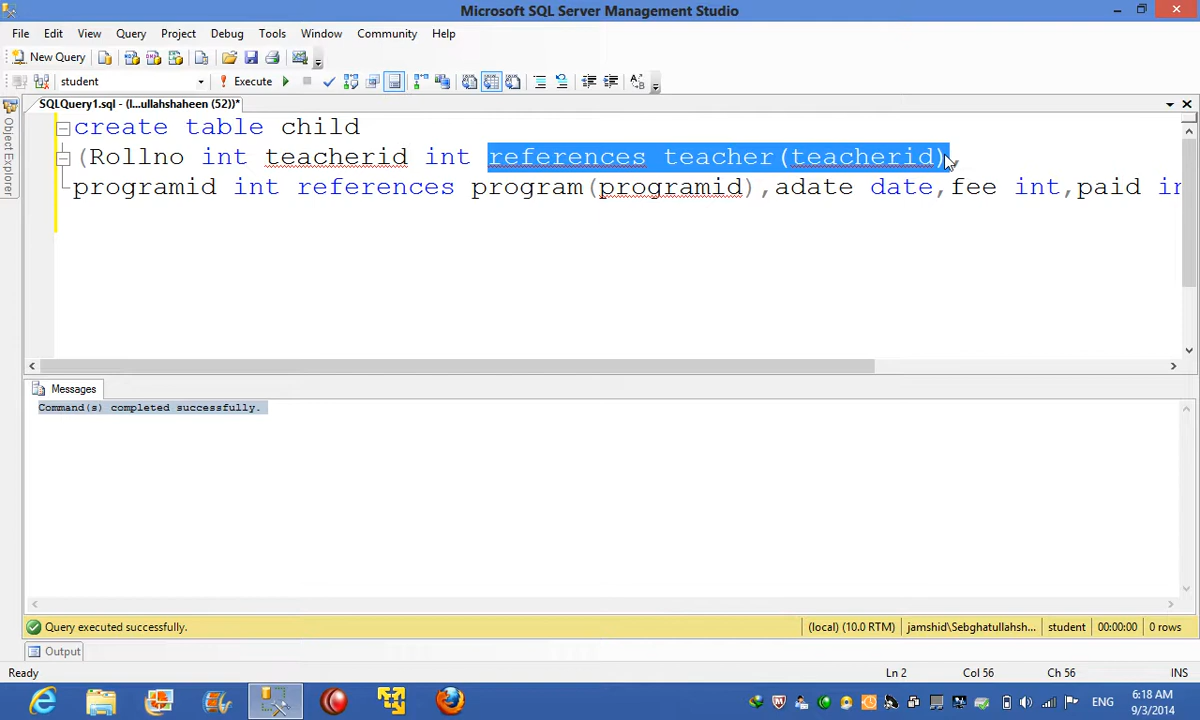 Microsoft SQL Server Management Studio
File Edit View Query Project Debug Tools Window Community Help
New Query
student Execute
SQLQuery1.sql - (l...ullahshaheen (52))*
Object Explorer
create table child
(Rollno int teacherid int references teacher(teacherid),
programid int references program(programid),adate date,fee int,paid in
Messages
Command(s) completed successfully.
Query executed successfully. (local) (10.0 RTM) jamshid\Sebghatullahsh... student 00:00:00 0 rows
Output
Ready Ln 2 Col 56 Ch 56 INS
ENG 6:18 AM
9/3/2014